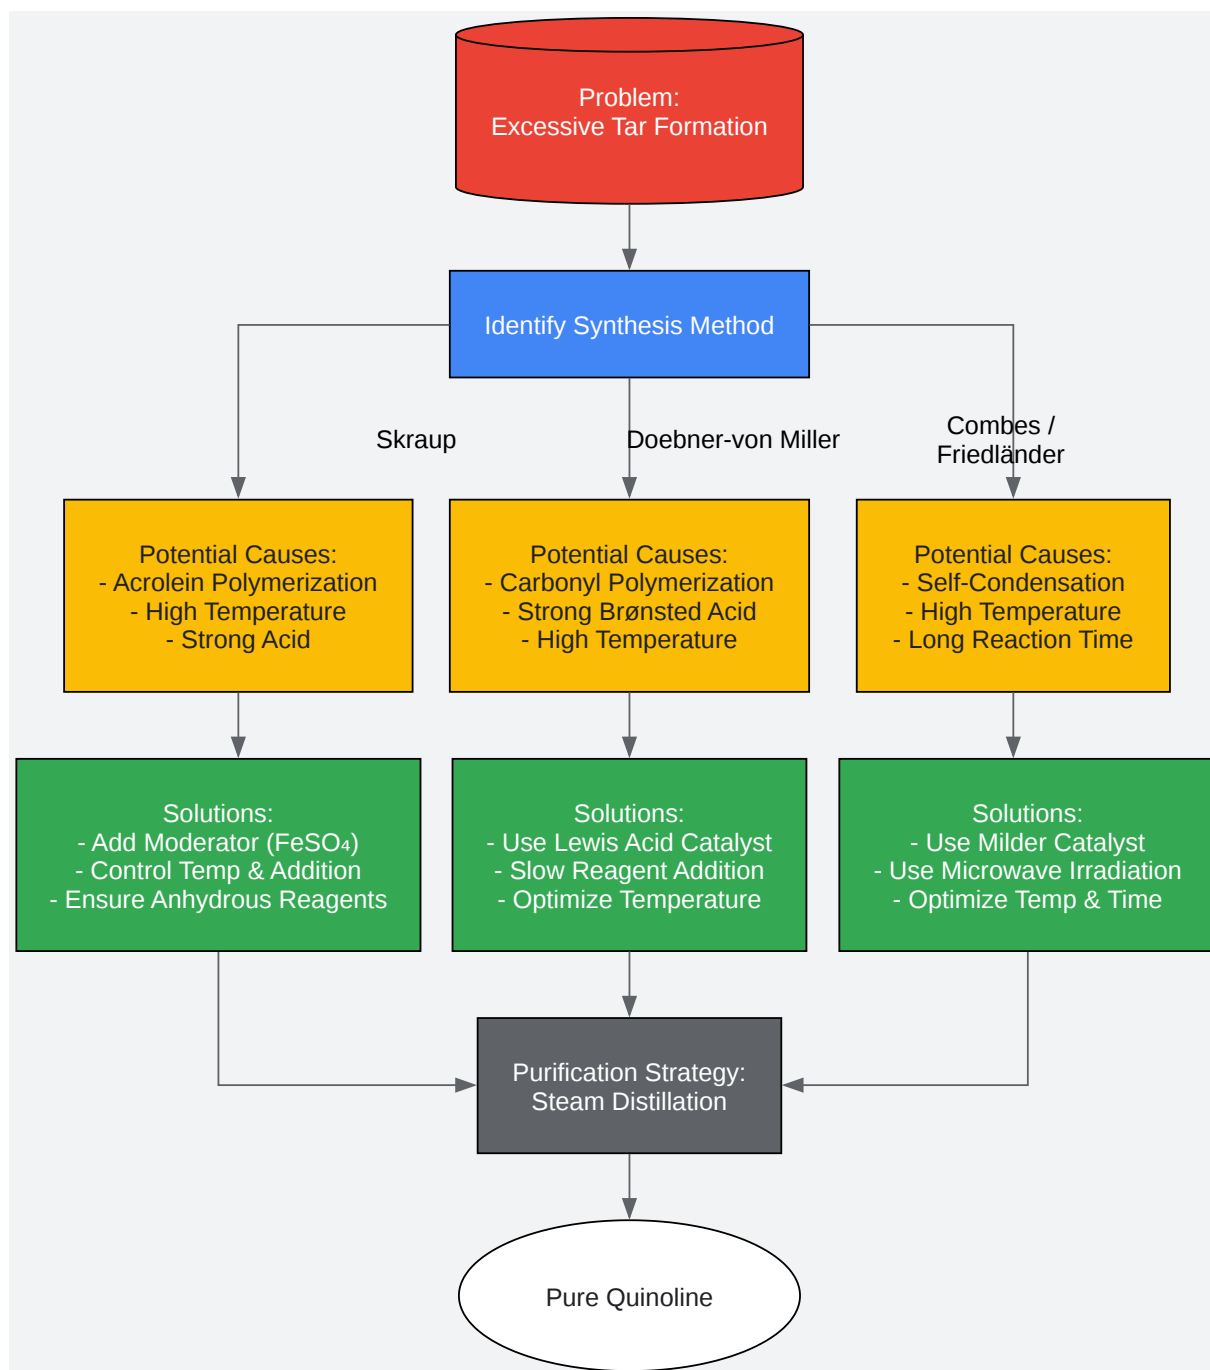 Problem:
Excessive Tar Formation
Identify Synthesis Method
Skraup
Doebner-von Miller
Combes /
Friedländer
Potential Causes:
- Acrolein Polymerization
- High Temperature
- Strong Acid
Potential Causes:
- Carbonyl Polymerization
- Strong Brønsted Acid
- High Temperature
Potential Causes:
- Self-Condensation
- High Temperature
- Long Reaction Time
Solutions:
- Add Moderator (FeSO₄)
- Control Temp & Addition
- Ensure Anhydrous Reagents
Solutions:
- Use Lewis Acid Catalyst
- Slow Reagent Addition
- Optimize Temperature
Solutions:
- Use Milder Catalyst
- Use Microwave Irradiation
- Optimize Temp & Time
Purification Strategy:
Steam Distillation
Pure Quinoline